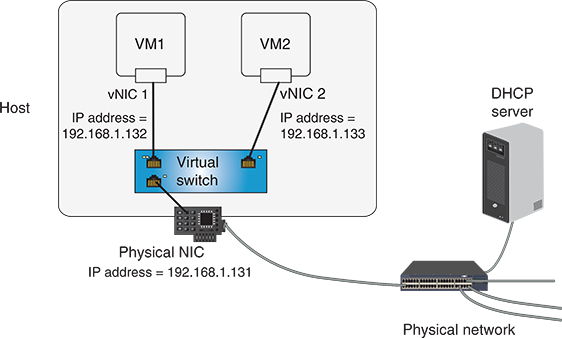 VM1
VM2
vNIC 1
vNIC 2
Host
IP address =
192.168.1.132
IP address =
192.168.1.133
DHCP
server
Virtual
switch
Physical NIC
IP address = 192.168.1.131
Physical network